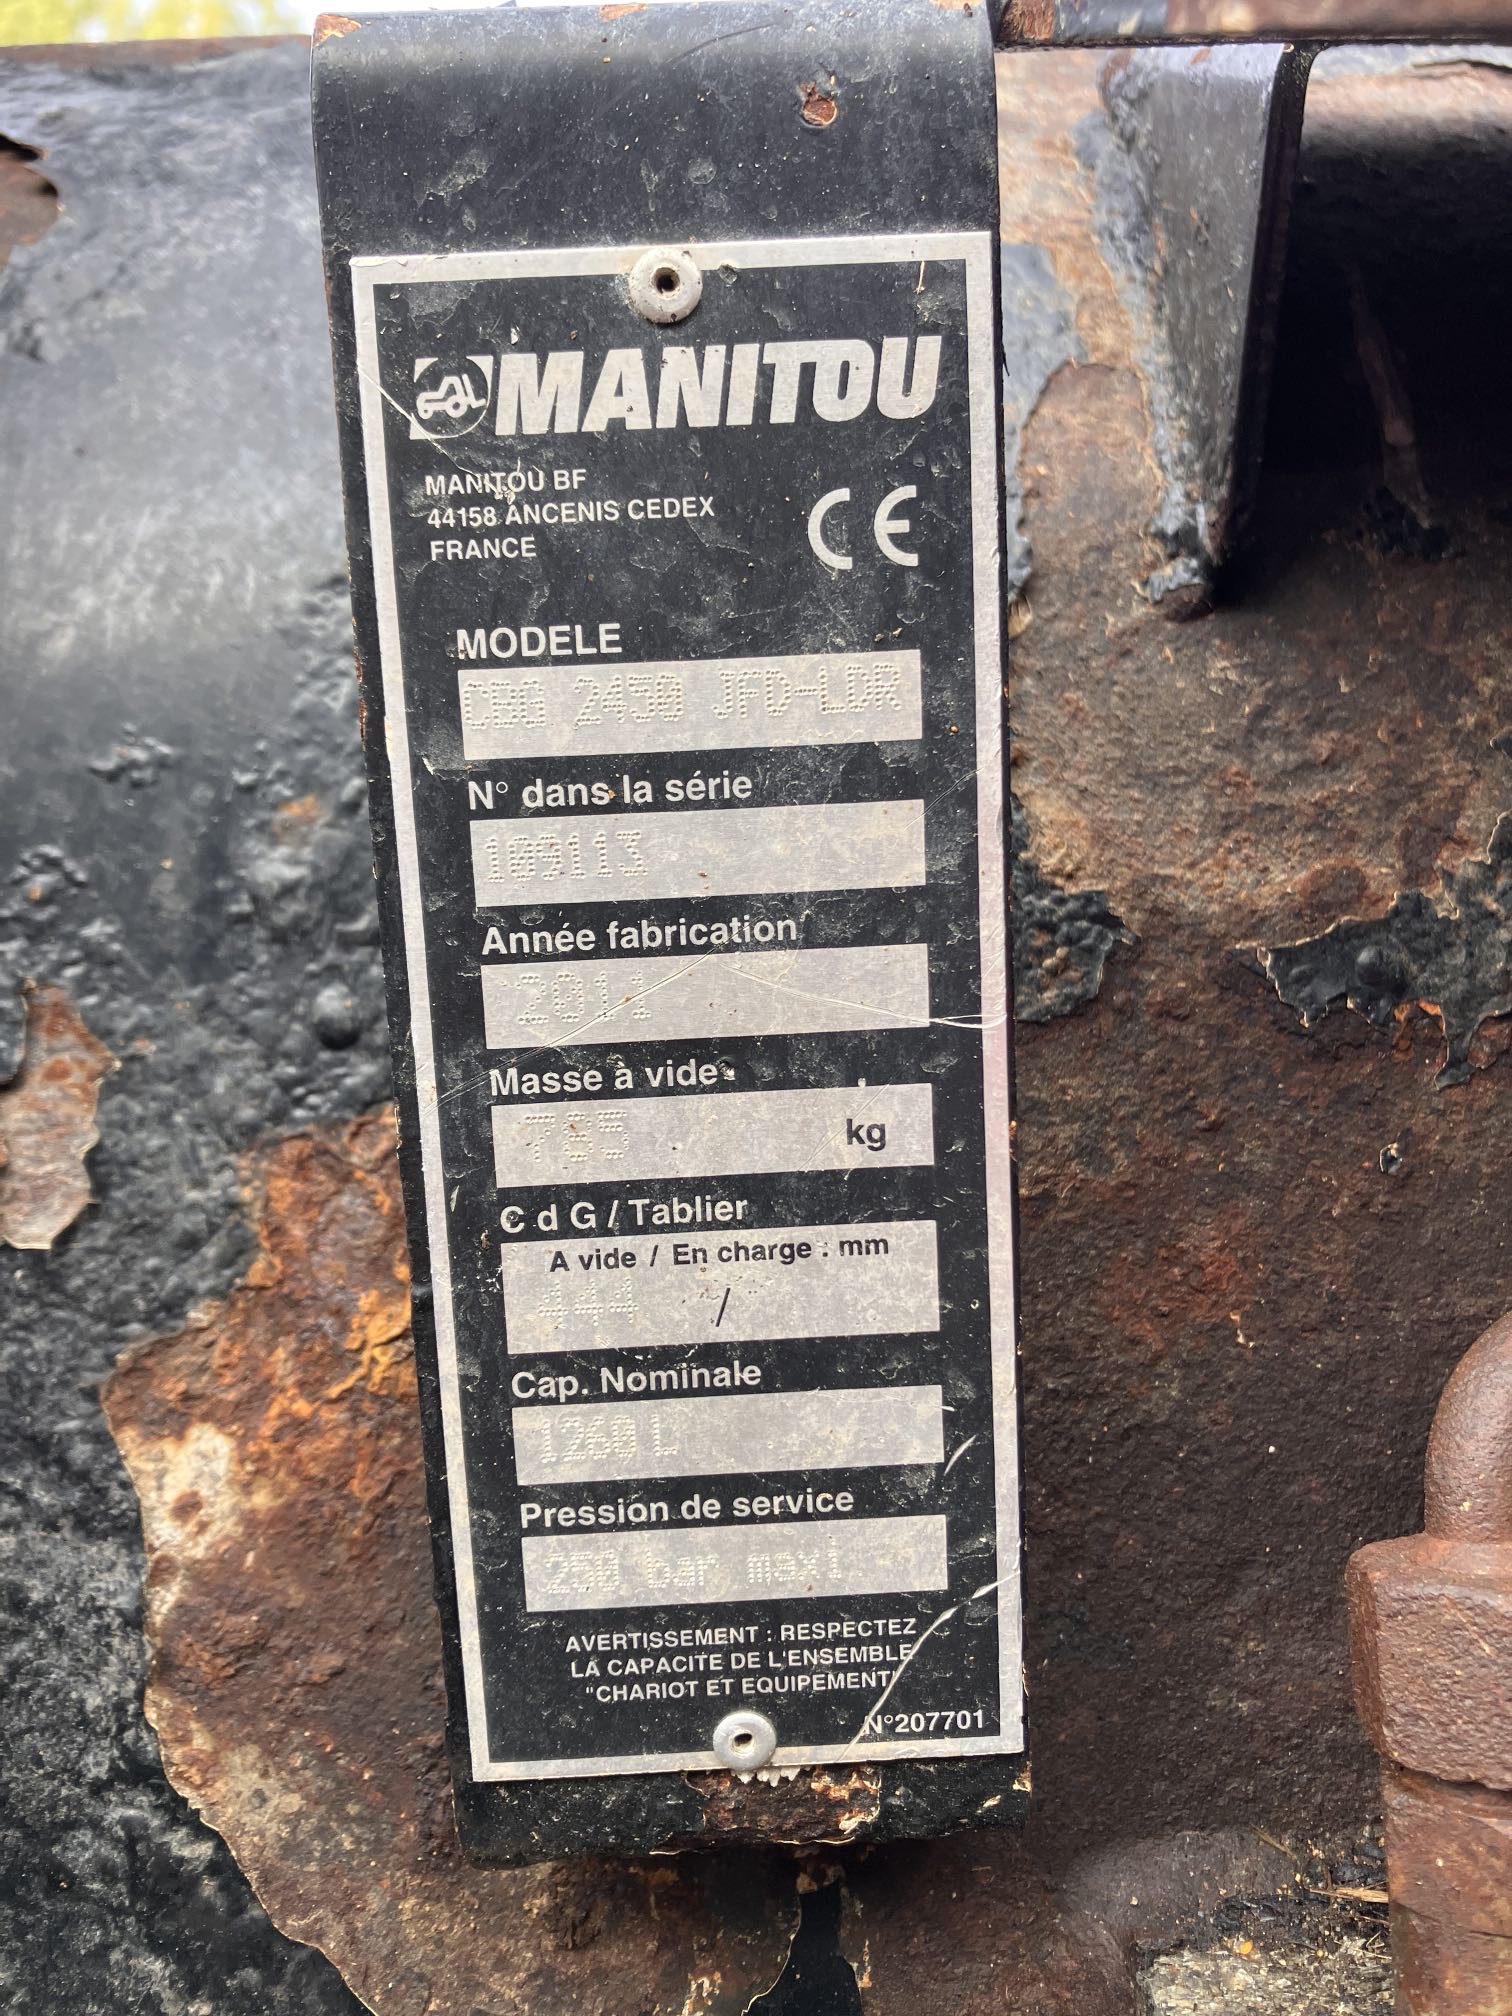 MANITOU
MANITOU BF
44158 ANCENIS CEDEX
FRANCE
CE
MODELE
CBG 2450 JFD-LDR
N° dans la série
109113
Année fabrication
2011
Masse à vide
785 kg
C d G / Tablier
A vide / En charge : mm
444 /
Cap. Nominale
1260 L
Pression de service
250 bar maxi
AVERTISSEMENT : RESPECTEZ
LA CAPACITE DE L'ENSEMBLE
"CHARIOT ET EQUIPEMENT"
N°207701